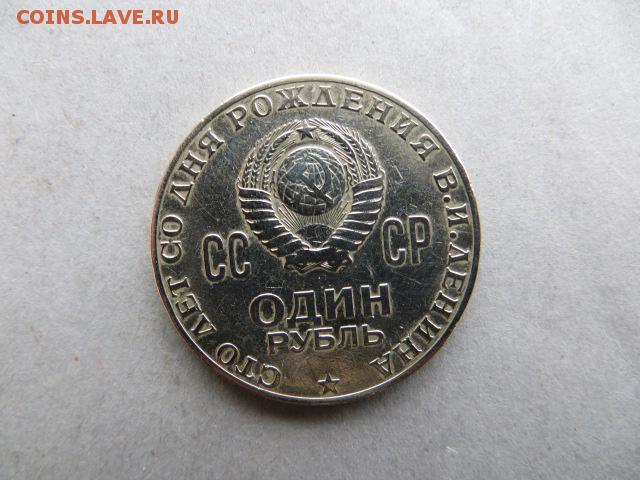 COINS.LAVE.RU
СТО ЛЕТ СО ДНЯ РОЖДЕНИЯ В.И.ЛЕНИНА
СС СР
ОДИН
РУБЛЬ